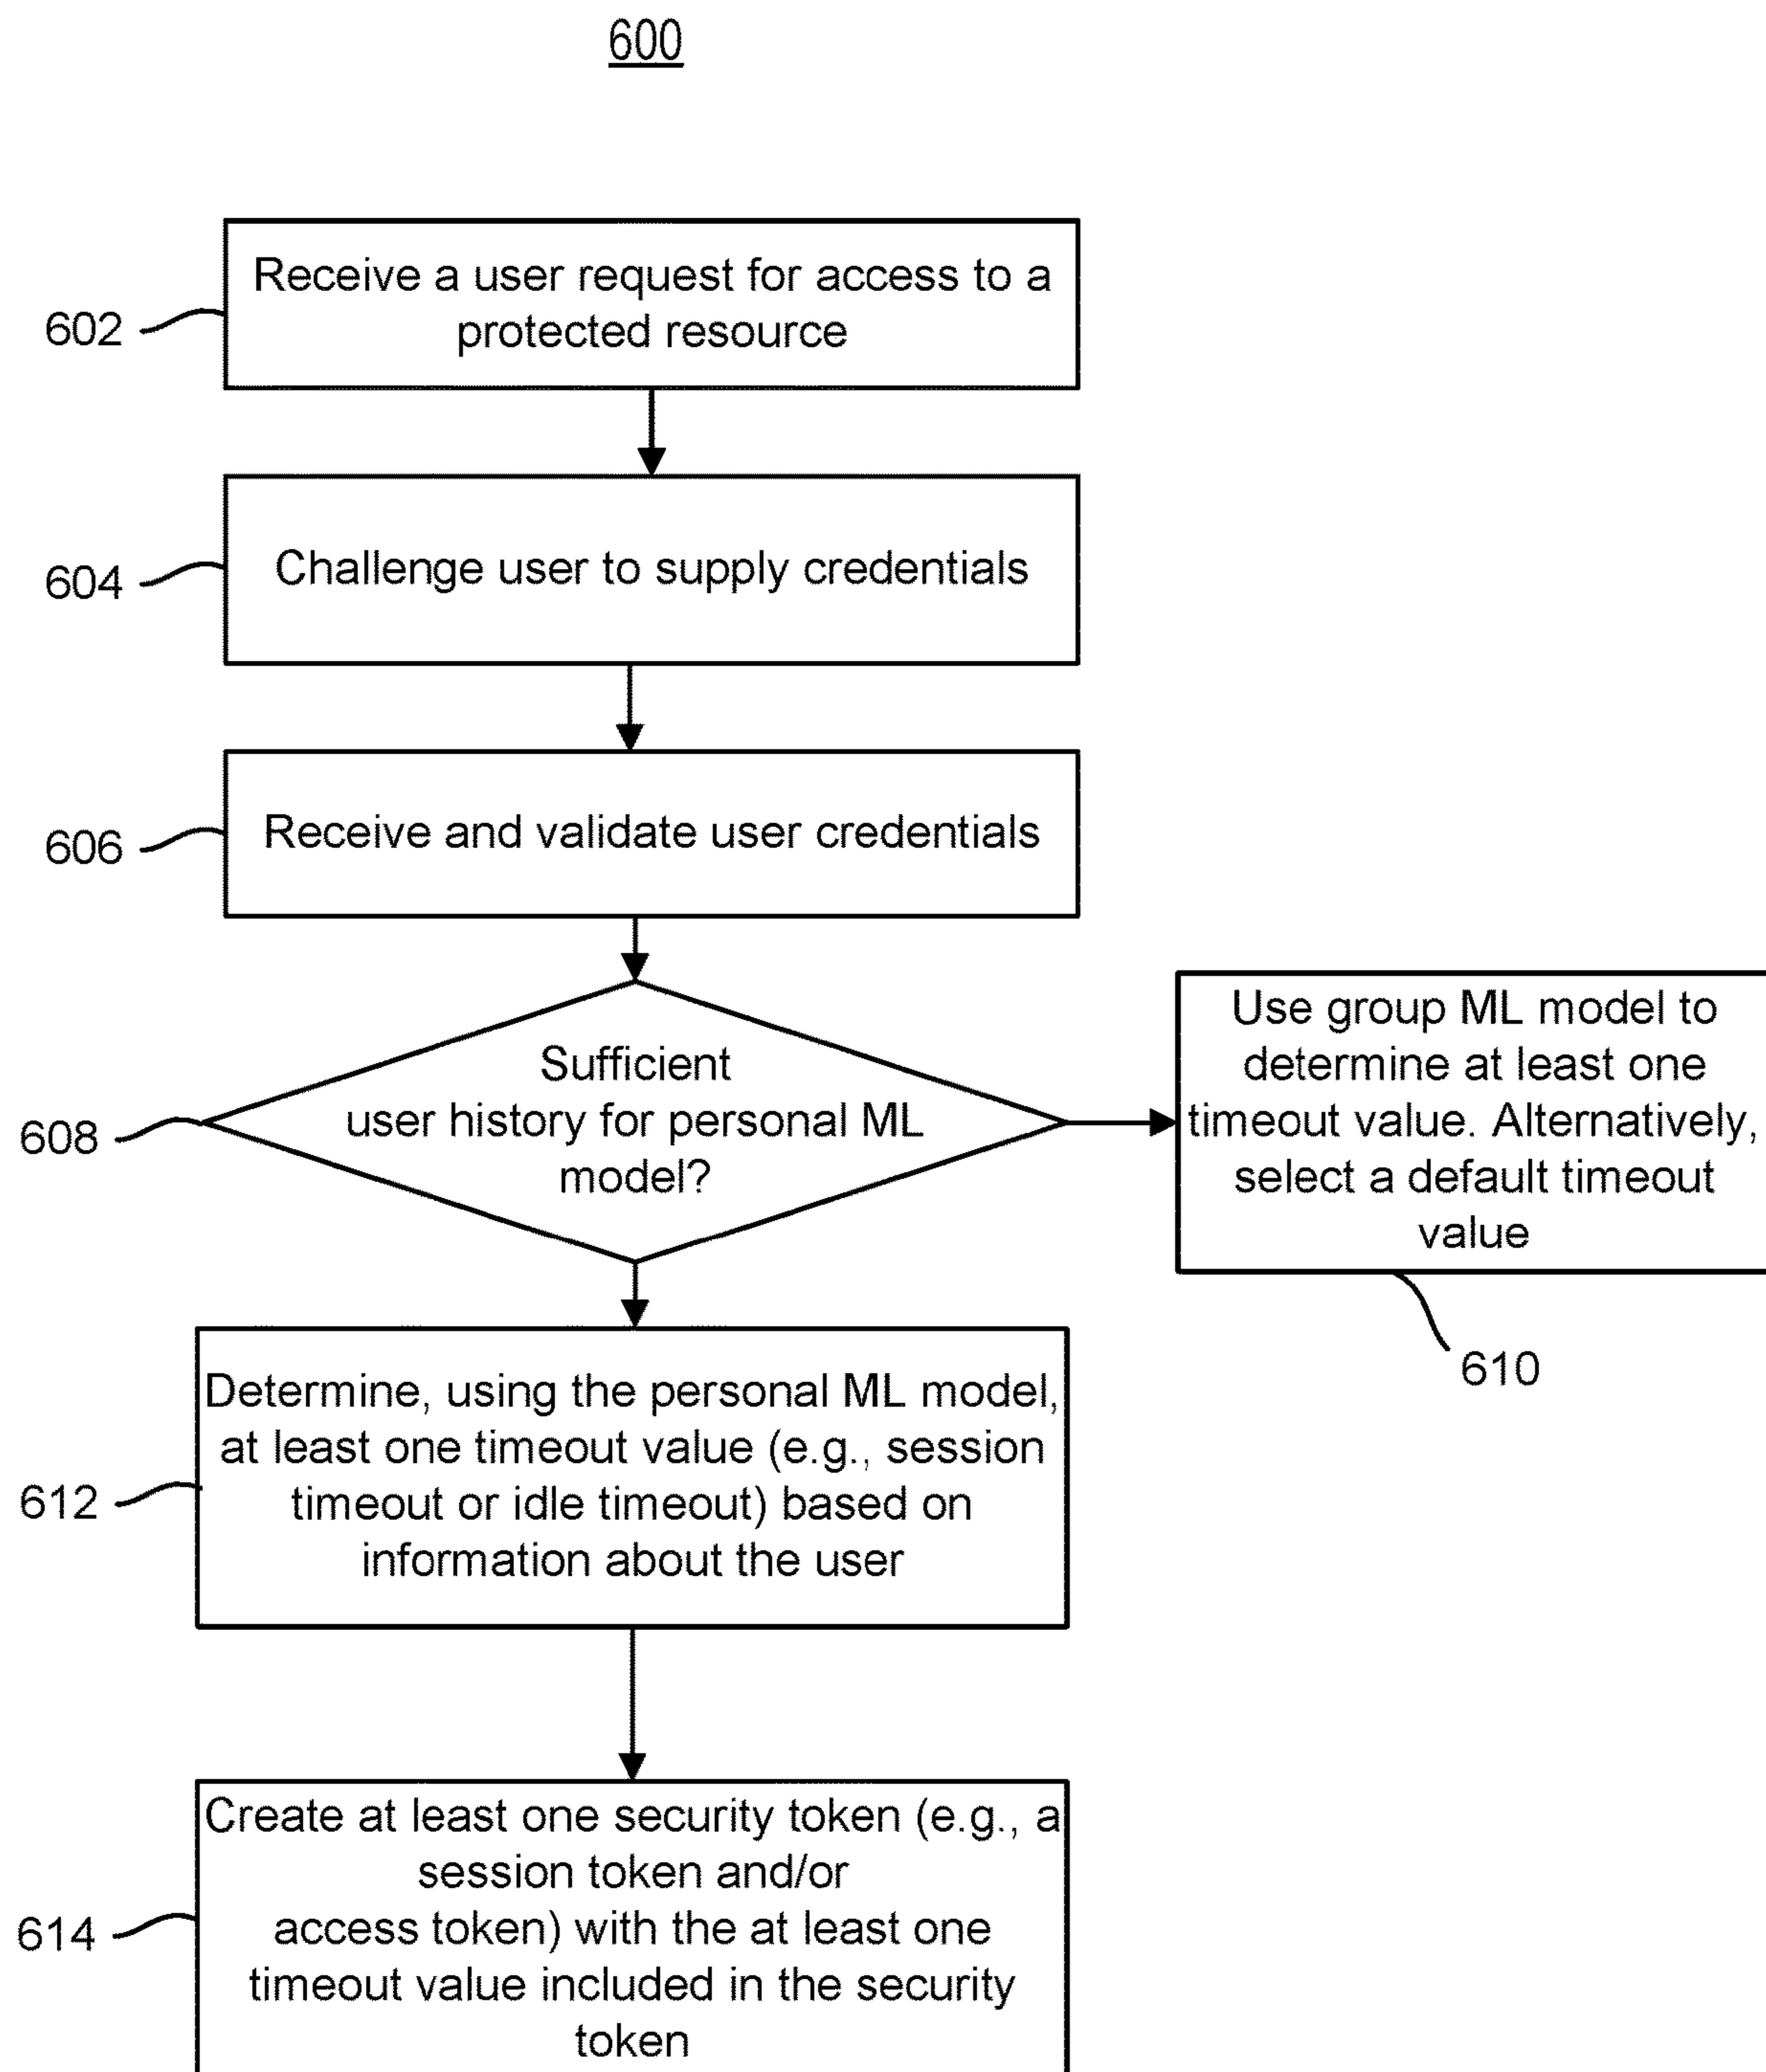 600
Receive a user request for access to a
protected resource
602
Challenge user to supply credentials
604
Receive and validate user credentials
606
Sufficient
user history for personal ML
model?
608
Use group ML model to
determine at least one
timeout value. Alternatively,
select a default timeout
value
610
Determine, using the personal ML model,
at least one timeout value (e.g., session
timeout or idle timeout) based on
information about the user
612
Create at least one security token (e.g., a
session token and/or
access token) with the at least one
timeout value included in the security
token
614